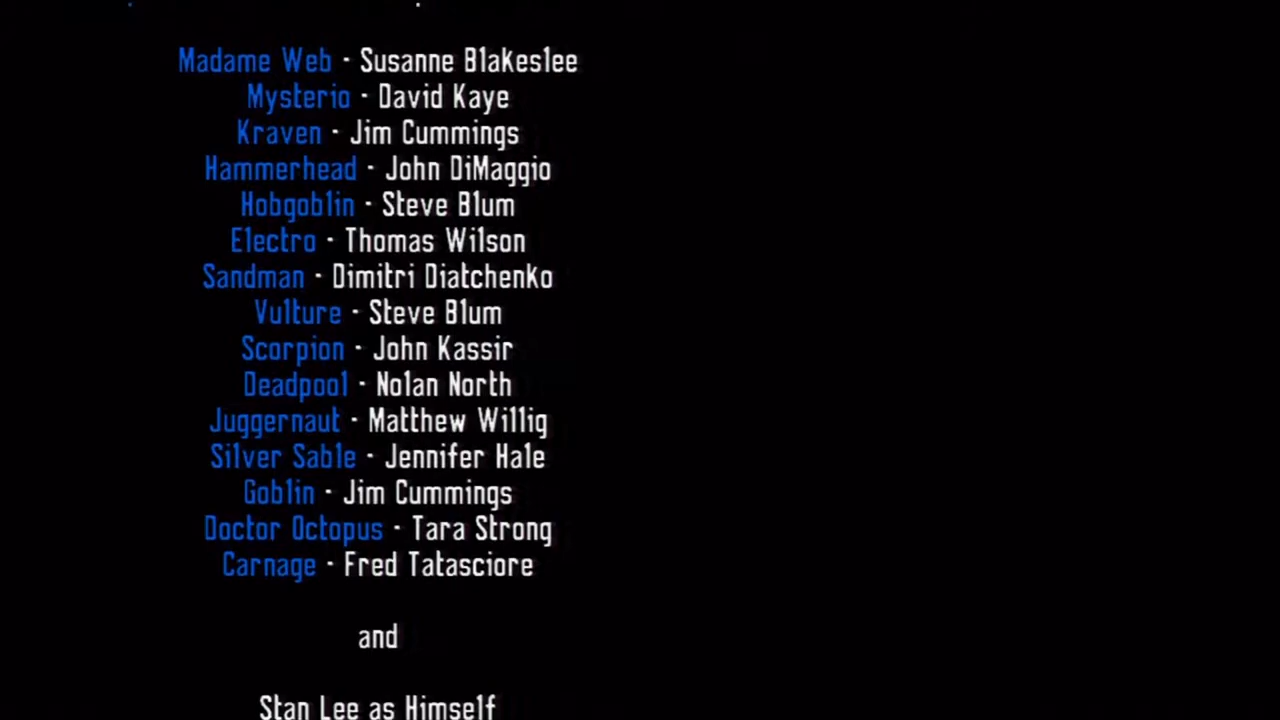 Madame Web - Susanne Blakeslee
Mysterio - David Kaye
Kraven - Jim Cummings
Hammerhead - John DiMaggio
Hobgoblin - Steve Blum
Electro - Thomas Wilson
Sandman - Dimitri Diatchenko
Vulture - Steve Blum
Scorpion - John Kassir
Deadpool - Nolan North
Juggernaut - Matthew Willig
Silver Sable - Jennifer Hale
Goblin - Jim Cummings
Doctor Octopus - Tara Strong
Carnage - Fred Tatasciore
and
Stan Lee as Himself